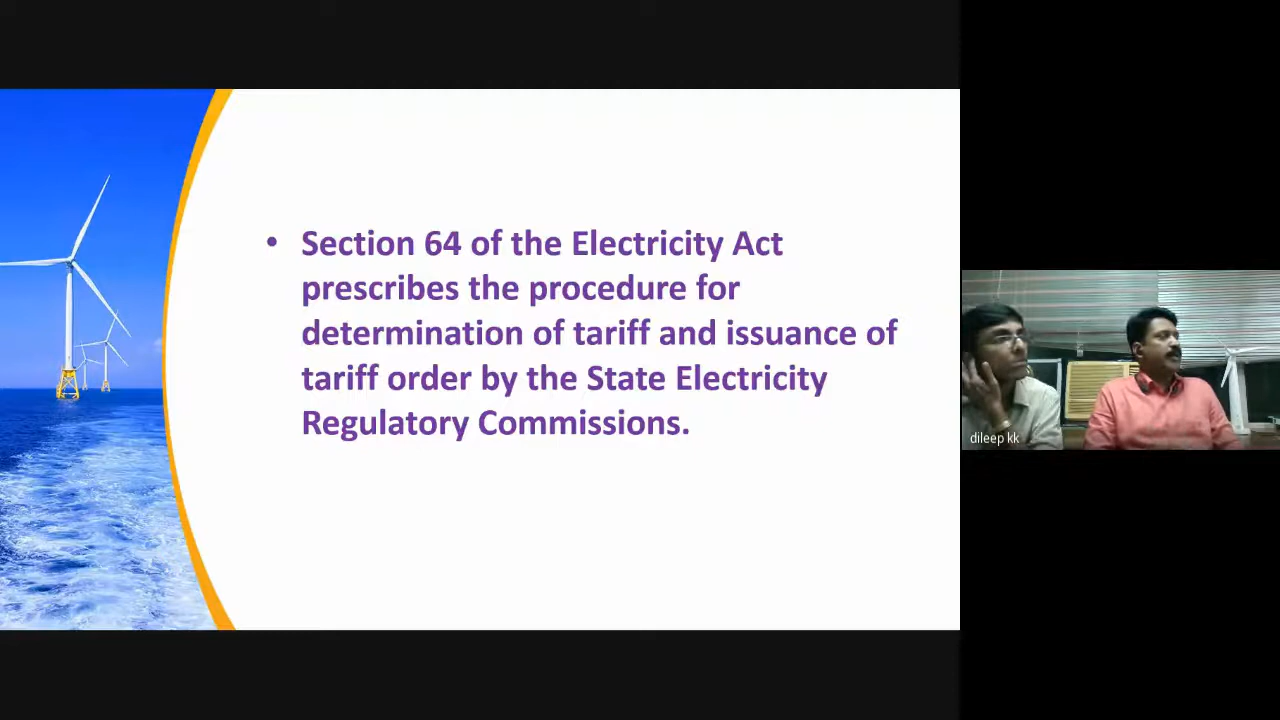 • Section 64 of the Electricity Act
prescribes the procedure for
determination of tariff and issuance of
tariff order by the State Electricity
Regulatory Commissions.
dileep kk